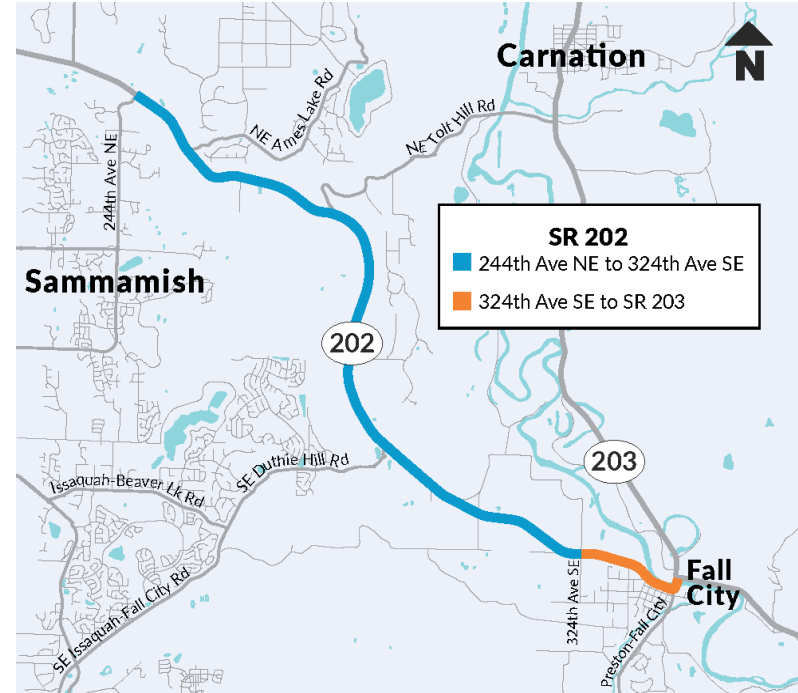 Carnation
N
NE Ames Lake Rd
NE Tolt Hill Rd
244th Ave NE
SR 202
244th Ave NE to 324th Ave SE
324th Ave SE to SR 203
Sammamish
202
SE Duthie Hill Rd
203
Issaquah-Beaver Lk Rd
Fall
City
324th Ave SE
SE Issaquah-Fall City Rd
Preston-Fall City